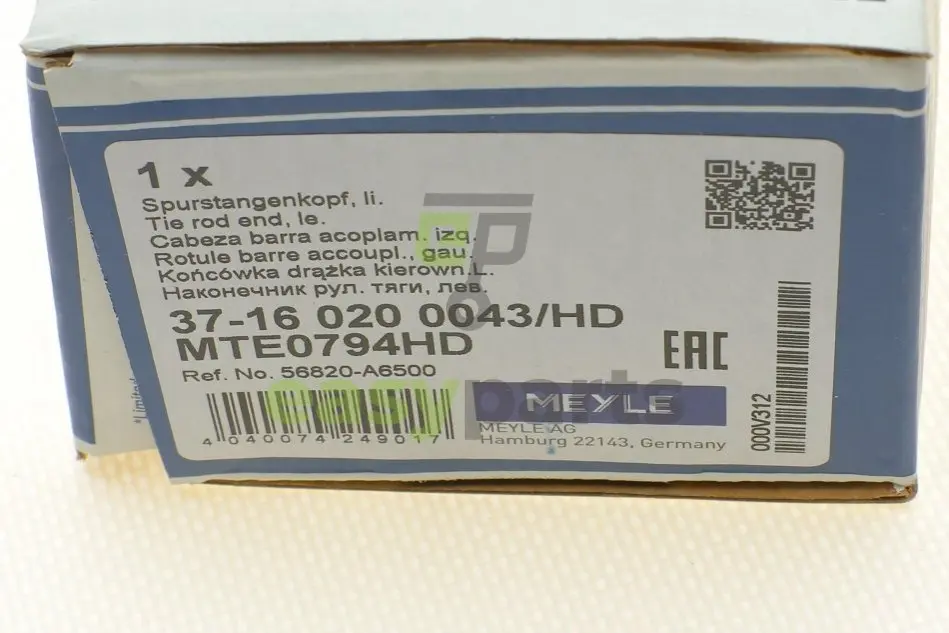 1 x
Spurstangenkopf, li.
Tie rod end, le.
Cabeza barra acoplam. izq.
Rotule barre accoupl., gau.
Końcówka drążka kierown.L.
Наконечник рул. тяги, лев.
37-16 020 0043/HD
MTE0794HD
Ref. No. 56820-A6500
EAC
4 040074 249017
MEYLE
MEYLE AG
Hamburg 22143, Germany
000V312
easyparts
*Limited